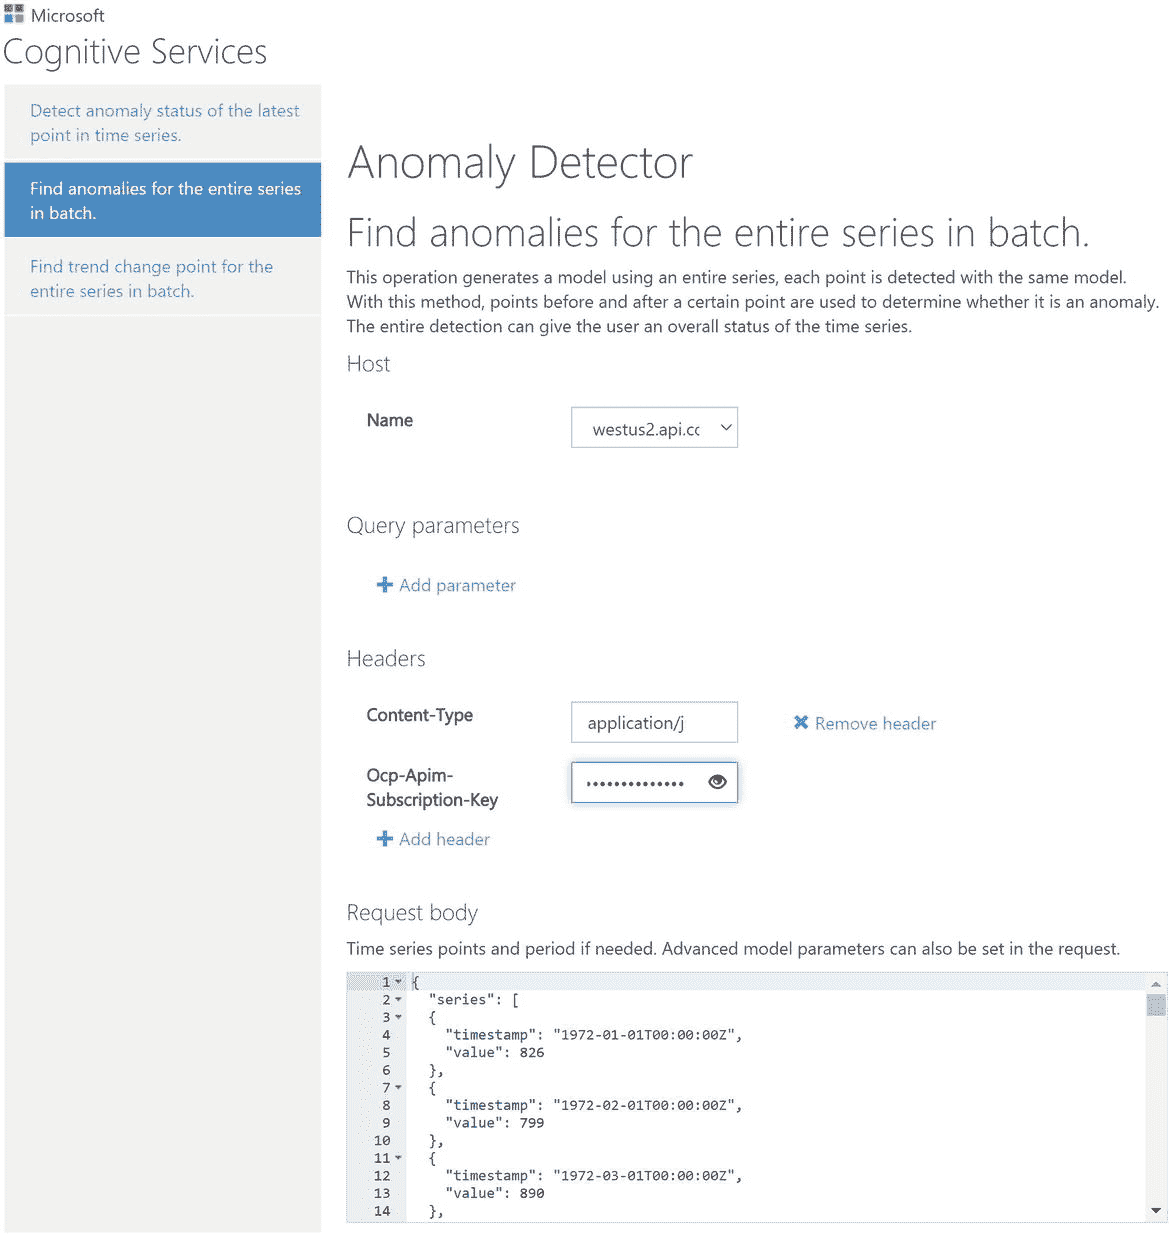 Microsoft
Cognitive Services
Detect anomaly status of the latest
point in time series.
Find anomalies for the entire series
in batch.
Find trend change point for the
entire series in batch.
Anomaly Detector
Find anomalies for the entire series in batch.
This operation generates a model using an entire series, each point is detected with the same model.
With this method, points before and after a certain point are used to determine whether it is an anomaly.
The entire detection can give the user an overall status of the time series.
Host
Name
westus2.api.cc
Query parameters
Add parameter
Headers
Content-Type
application/j
Remove header
Ocp-Apim-
Subscription-Key
••••••••••••••
Add header
Request body
Time series points and period if needed. Advanced model parameters can also be set in the request.
1 {
2 "series": [
3 {
4 "timestamp": "1972-01-01T00:00:00Z",
5 "value": 826
6 },
7 {
8 "timestamp": "1972-02-01T00:00:00Z",
9 "value": 799
10 },
11 {
12 "timestamp": "1972-03-01T00:00:00Z",
13 "value": 890
14 },